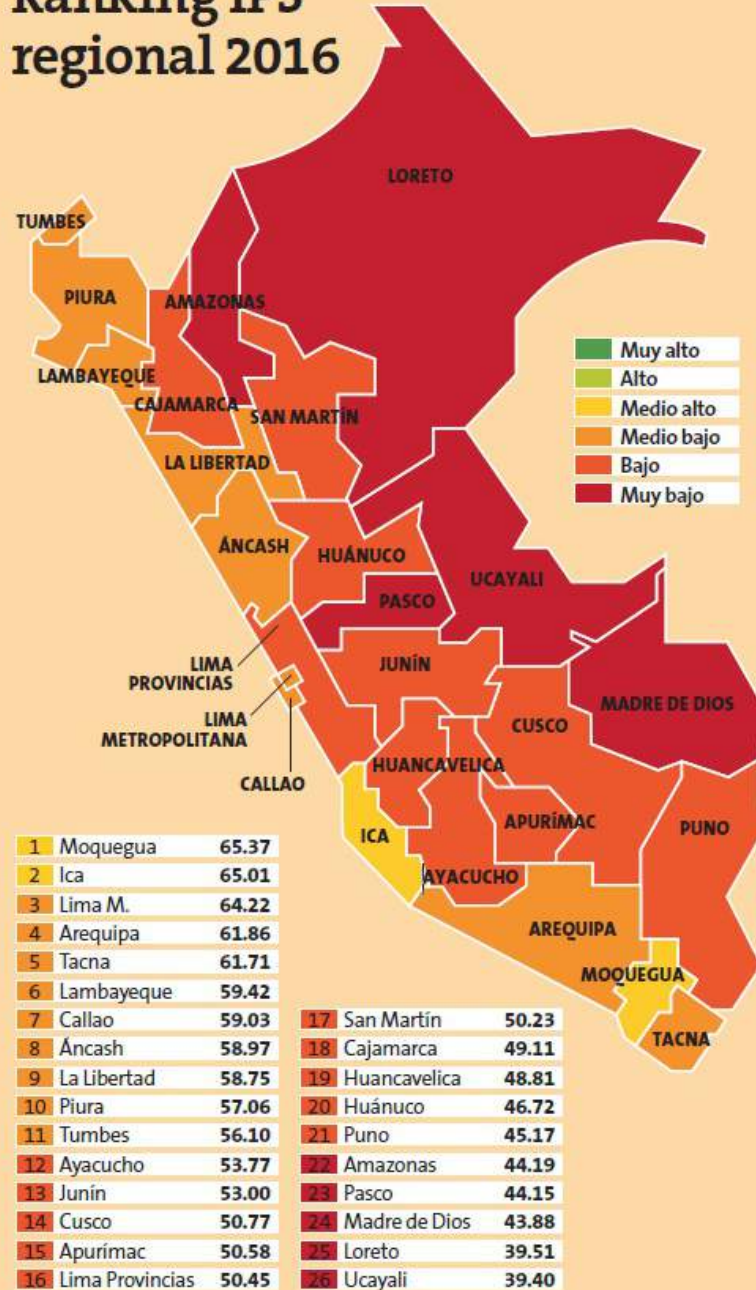 Ranking IPS
regional 2016
LORETO
TUMBES
PIURA
AMAZONAS
LAMBAYEQUE
CAJAMARCA
SAN MARTÍN
LA LIBERTAD
ÁNCASH
HUÁNUCO
UCAYALI
PASCO
LIMA
PROVINCIAS
JUNÍN
MADRE DE DIOS
LIMA
METROPOLITANA
CUSCO
HUANCAVELICA
CALLAO
ICA
APURÍMAC
PUNO
AYACUCHO
AREQUIPA
MOQUEGUA
TACNA
Muy alto
Alto
Medio alto
Medio bajo
Bajo
Muy bajo
1 Moquegua 65.37
2 Ica 65.01
3 Lima M. 64.22
4 Arequipa 61.86
5 Tacna 61.71
6 Lambayeque 59.42
7 Callao 59.03
8 Áncash 58.97
9 La Libertad 58.75
10 Piura 57.06
11 Tumbes 56.10
12 Ayacucho 53.77
13 Junín 53.00
14 Cusco 50.77
15 Apurímac 50.58
16 Lima Provincias 50.45
17 San Martín 50.23
18 Cajamarca 49.11
19 Huancavelica 48.81
20 Huánuco 46.72
21 Puno 45.17
22 Amazonas 44.19
23 Pasco 44.15
24 Madre de Dios 43.88
25 Loreto 39.51
26 Ucayali 39.40